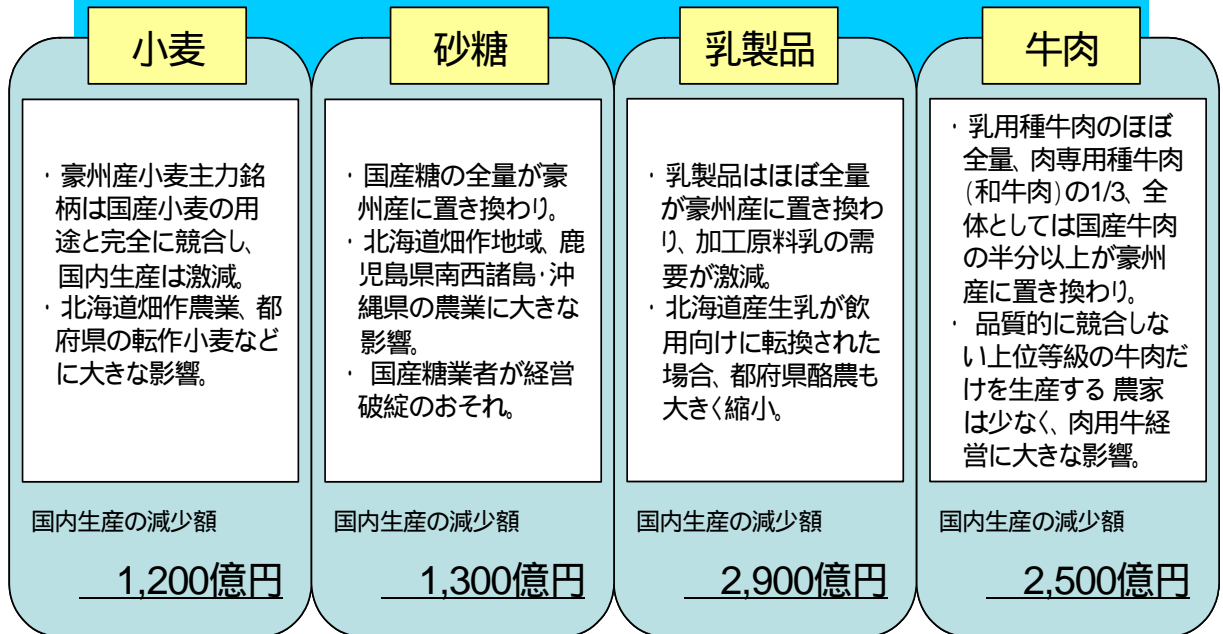 小麦
・豪州産小麦主力銘
柄は国産小麦の用
途と完全に競合し、
国内生産は激減。
・北海道畑作農業、都
府県の転作小麦など
に大きな影響。
国内生産の減少額
1,200億円
砂糖
・国産糖の全量が豪
州産に置き換わり。
・北海道畑作地域、鹿
児島県南西諸島・沖
縄県の農業に大きな
影響。
・ 国産糖業者が経営
破綻のおそれ。
国内生産の減少額
1,300億円
乳製品
・乳製品はほぼ全量
が豪州産に置き換わ
り、加工原料乳の需
要が激減。
・北海道産生乳が飲
用向けに転換された
場合、都府県酪農も
大きく縮小。
国内生産の減少額
2,900億円
牛肉
・乳用種牛肉のほぼ
全量、肉専用種牛肉
(和牛肉)の1/3、全
体としては国産牛肉
の半分以上が豪州
産に置き換わり。
・ 品質的に競合しな
い上位等級の牛肉だ
けを生産する 農家
は少なく、肉用牛経
営に大きな影響。
国内生産の減少額
2,500億円